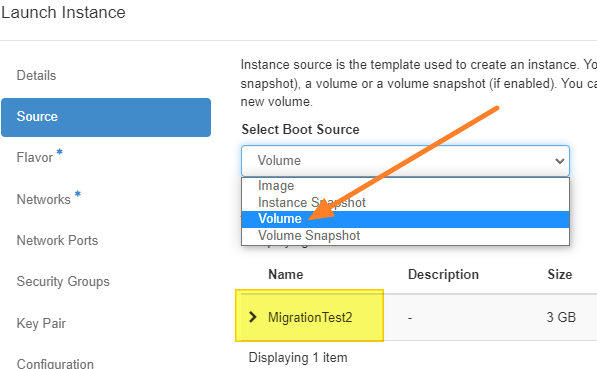 Launch Instance
Details
Source
Flavor *
Networks *
Network Ports
Security Groups
Key Pair
Configuration
Instance source is the template used to create an instance. Yo
snapshot), a volume or a volume snapshot (if enabled). You ca
new volume.
Select Boot Source
Volume
Image
Instance Snapshot
Volume
Volume Snapshot
Name Description Size
MigrationTest2 - 3 GB
Displaying 1 item